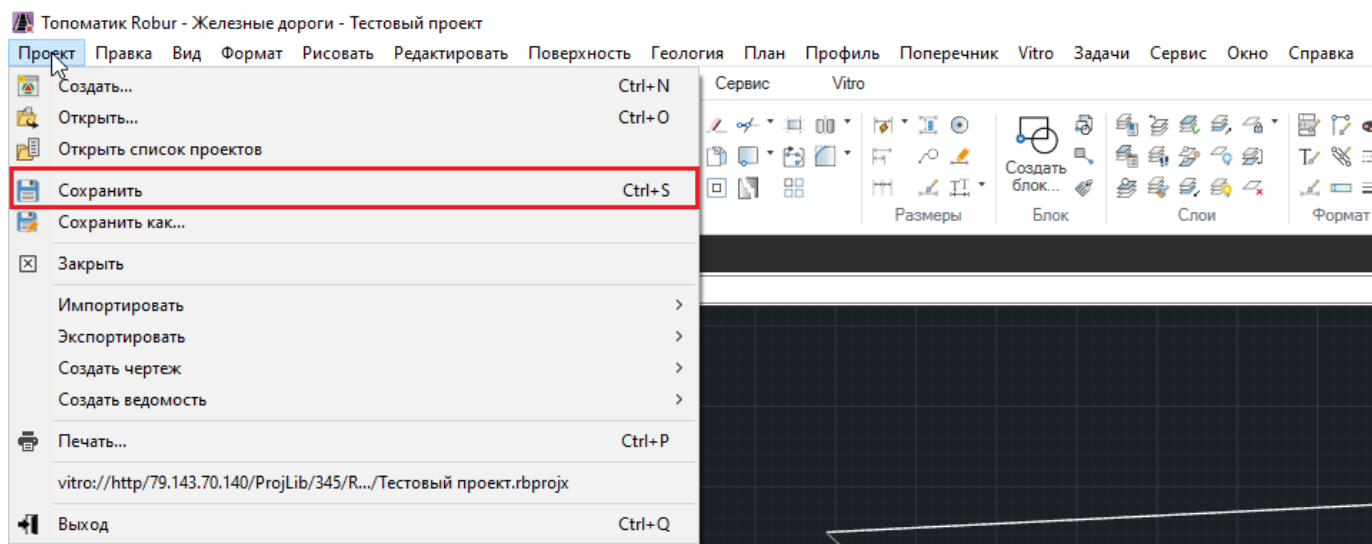 Топоматик Robur - Железные дороги - Тестовый проект
Проект Правка Вид Формат Рисовать Редактировать Поверхность Геология План Профиль Поперечник Vitro Задачи Сервис Окно Справка
Создать... Ctrl+N
Сервис Vitro
Открыть... Ctrl+O
Открыть список проектов
Сохранить Ctrl+S
Создать
блок...
Размеры Блок Слои Формат
Сохранить как...
Закрыть
Импортировать
Экспортировать
Создать чертеж
Создать ведомость
Печать... Ctrl+P
vitro://http/79.143.70.140/ProjLib/345/R.../Тестовый проект.rbprojx
Выход Ctrl+Q